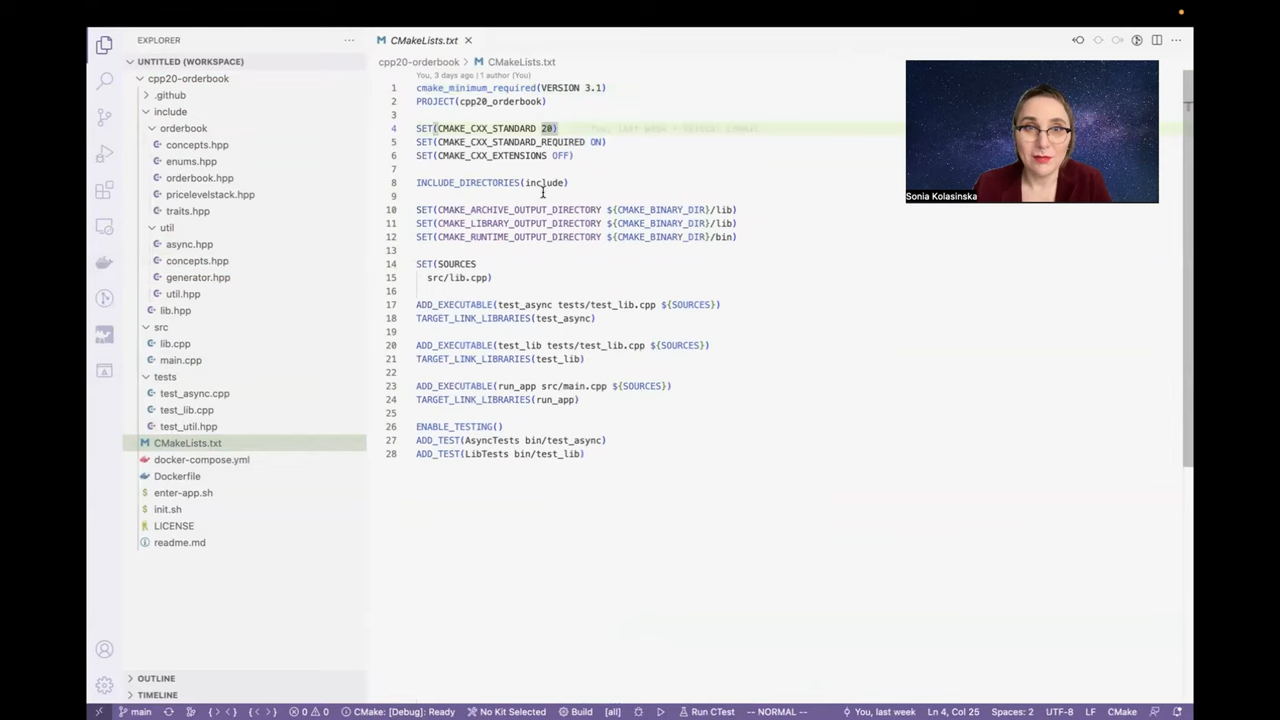 EXPLORER
UNTITLED (WORKSPACE)
cpp20-orderbook
.github
include
orderbook
concepts.hpp
enums.hpp
orderbook.hpp
pricelevelstack.hpp
traits.hpp
util
async.hpp
concepts.hpp
generator.hpp
util.hpp
lib.hpp
src
lib.cpp
main.cpp
tests
test_async.cpp
test_lib.cpp
test_util.hpp
CMakeLists.txt
docker-compose.yml
Dockerfile
enter-app.sh
init.sh
LICENSE
readme.md
OUTLINE
TIMELINE
CMakeLists.txt
cpp20-orderbook > CMakeLists.txt
You, 3 days ago | 1 author (You)
1 cmake_minimum_required(VERSION 3.1)
2 PROJECT(cpp20_orderbook)
3
4 SET(CMAKE_CXX_STANDARD 20)
5 SET(CMAKE_CXX_STANDARD_REQUIRED ON)
6 SET(CMAKE_CXX_EXTENSIONS OFF)
7
8 INCLUDE_DIRECTORIES(include)
9
10 SET(CMAKE_ARCHIVE_OUTPUT_DIRECTORY ${CMAKE_BINARY_DIR}/lib)
11 SET(CMAKE_LIBRARY_OUTPUT_DIRECTORY ${CMAKE_BINARY_DIR}/lib)
12 SET(CMAKE_RUNTIME_OUTPUT_DIRECTORY ${CMAKE_BINARY_DIR}/bin)
13
14 SET(SOURCES
15 src/lib.cpp)
16
17 ADD_EXECUTABLE(test_async tests/test_lib.cpp ${SOURCES})
18 TARGET_LINK_LIBRARIES(test_async)
19
20 ADD_EXECUTABLE(test_lib tests/test_lib.cpp ${SOURCES})
21 TARGET_LINK_LIBRARIES(test_lib)
22
23 ADD_EXECUTABLE(run_app src/main.cpp ${SOURCES})
24 TARGET_LINK_LIBRARIES(run_app)
25
26 ENABLE_TESTING()
27 ADD_TEST(AsyncTests bin/test_async)
28 ADD_TEST(LibTests bin/test_lib)
Sonia Kolasinska
main 0 0 CMake: [Debug]: Ready No Kit Selected Build [all] Run CTest -- NORMAL -- You, last week Ln 4, Col 25 Spaces: 2 UTF-8 LF CMake